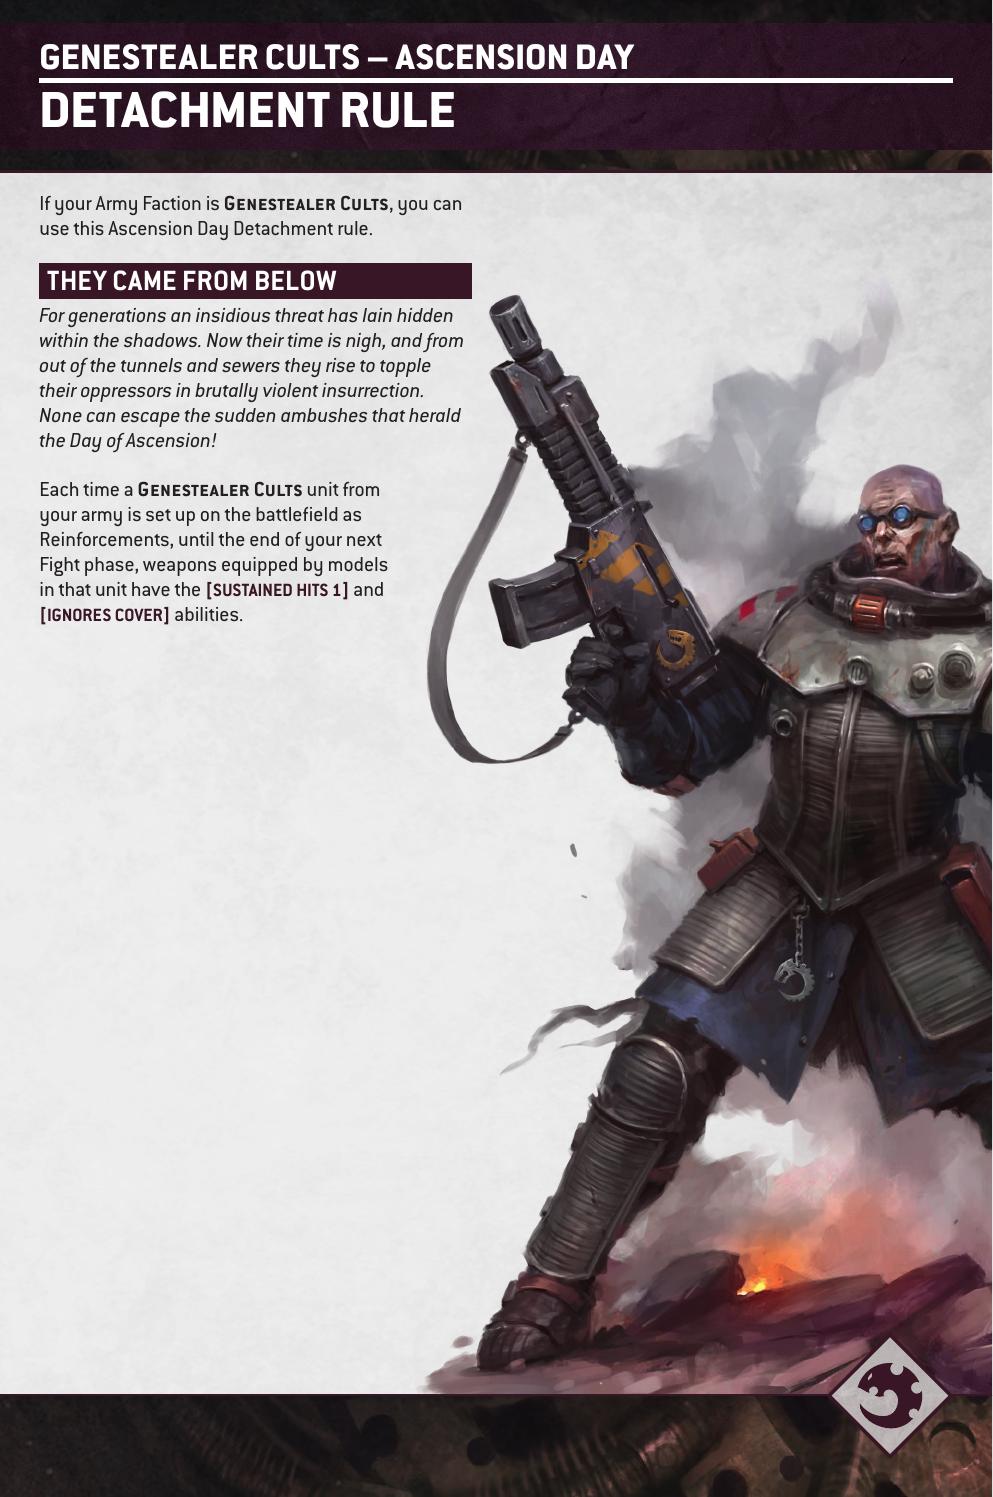 GENESTEALER CULTS – ASCENSION DAY
DETACHMENT RULE
If your Army Faction is GENESTEALER CULTS, you can
use this Ascension Day Detachment rule.
THEY CAME FROM BELOW
For generations an insidious threat has lain hidden
within the shadows. Now their time is nigh, and from
out of the tunnels and sewers they rise to topple
their oppressors in brutally violent insurrection.
None can escape the sudden ambushes that herald
the Day of Ascension!
Each time a GENESTEALER CULTS unit from
your army is set up on the battlefield as
Reinforcements, until the end of your next
Fight phase, weapons equipped by models
in that unit have the [SUSTAINED HITS 1] and
[IGNORES COVER] abilities.